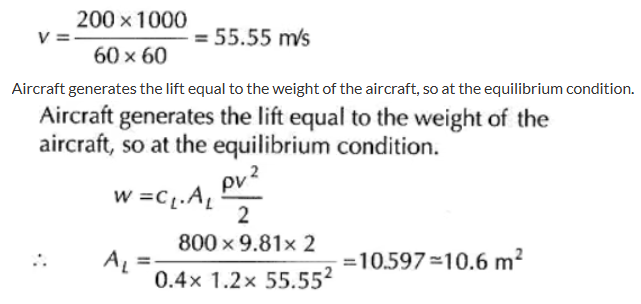 v = 200 × 1000 / 60 × 60 = 55.55 m/s
Aircraft generates the lift equal to the weight of the aircraft, so at the equilibrium condition.
Aircraft generates the lift equal to the weight of the
aircraft, so at the equilibrium condition.
w = C_L . A_L ρv² / 2
∴ A_L = 800 × 9.81 × 2 / 0.4 × 1.2 × 55.55² = 10.597 ≃ 10.6 m²